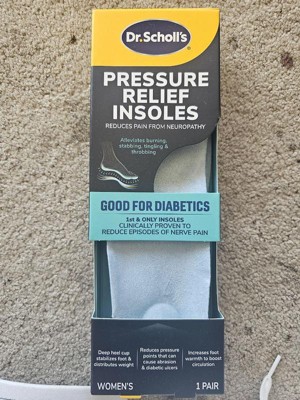 Dr. Scholl's
PRESSURE
RELIEF
INSOLES
REDUCES PAIN FROM NEUROPATHY
Alleviates burning,
stabbing, tingling &
throbbing
GOOD FOR DIABETICS
1st & ONLY INSOLES
CLINICALLY PROVEN TO
REDUCE EPISODES OF NERVE PAIN
Deep heel cup
stabilizes foot &
distributes weight
Reduces pressure
points that can
cause abrasion
& diabetic ulcers
Increases foot
warmth to boost
circulation
WOMEN'S
1 PAIR